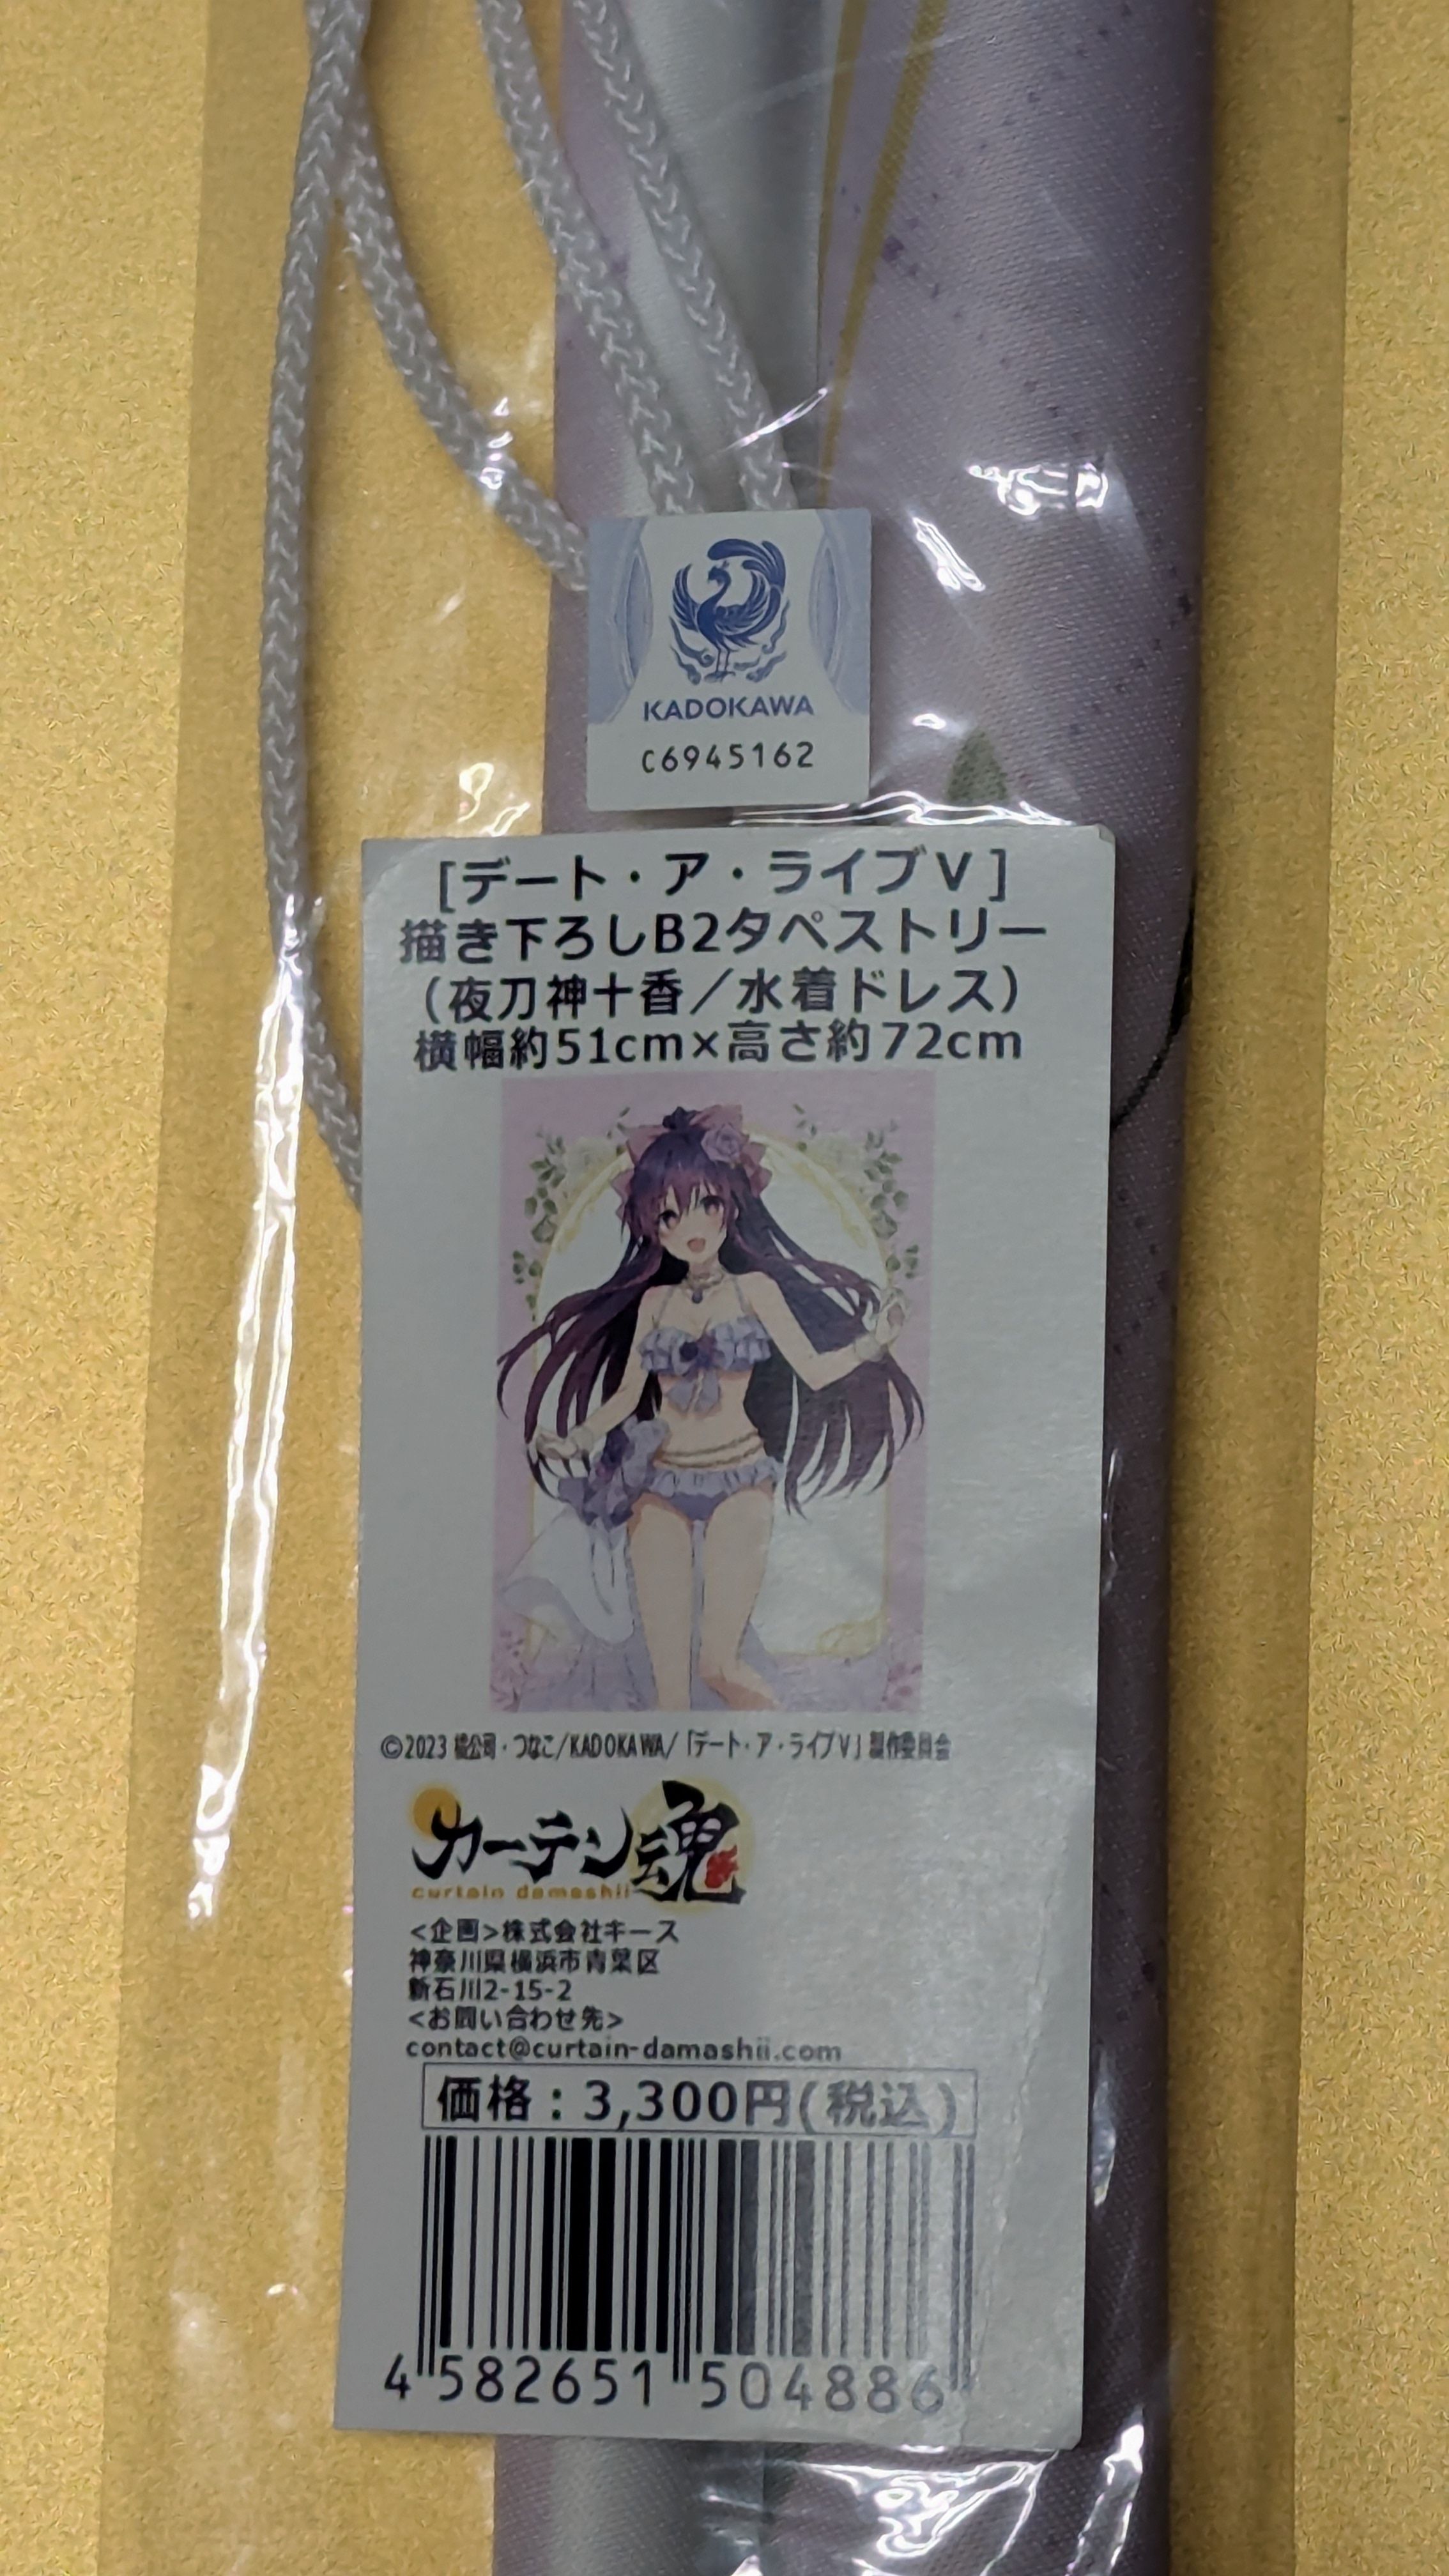 KADOKAWA
C6945162
[デート・ア・ライブⅤ]
描き下ろしB2タペストリー
（夜刀神十香／水着ドレス）
横幅約51cm×高さ約72cm
©2023 橘公司・つなこ/KADOKAWA/「デート・ア・ライブⅤ」製作委員会
カーテン魂
curtain damashii
<企画>株式会社キース
神奈川県横浜市青葉区
新石川2-15-2
<お問い合わせ先>
contact@curtain-damashii.com
価格：3,300円(税込)
4 582651 504886